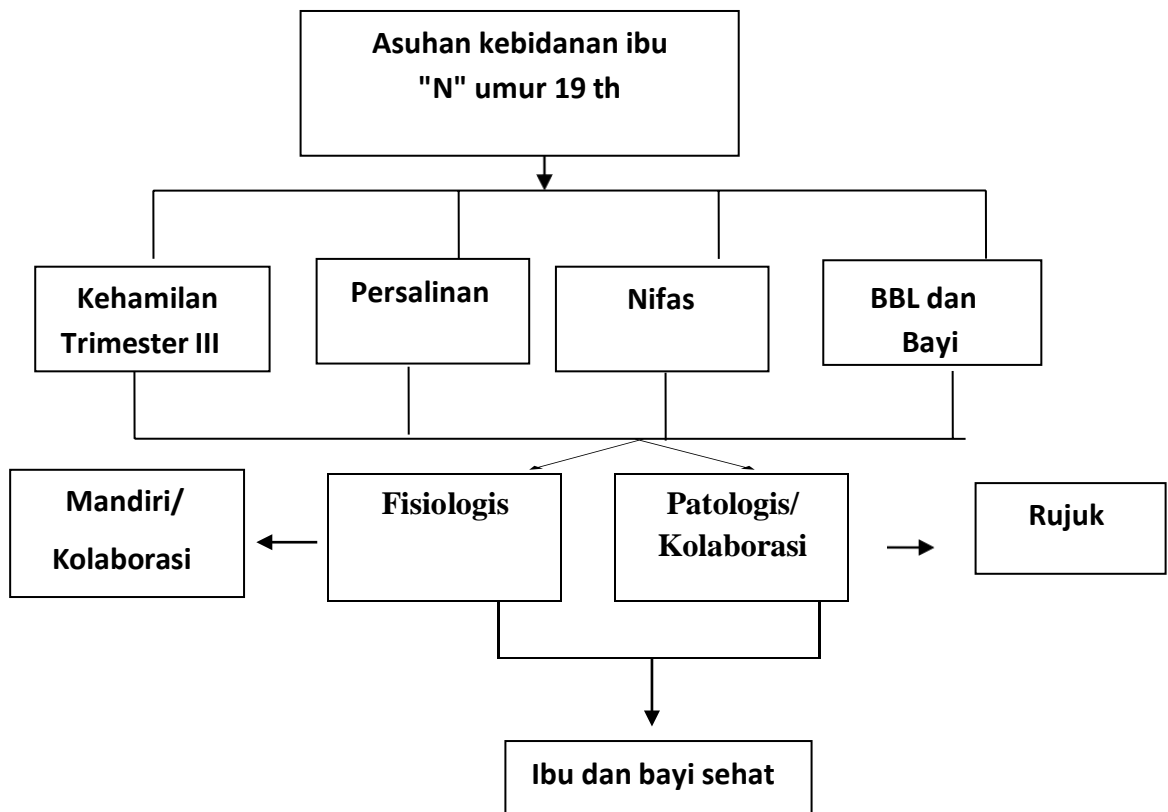 Asuhan kebidanan ibu
"N" umur 19 th
Kehamilan
Trimester III
Persalinan
Nifas
BBL dan
Bayi
Mandiri/
Kolaborasi
Fisiologis
Patologis/
Kolaborasi
Rujuk
Ibu dan bayi sehat